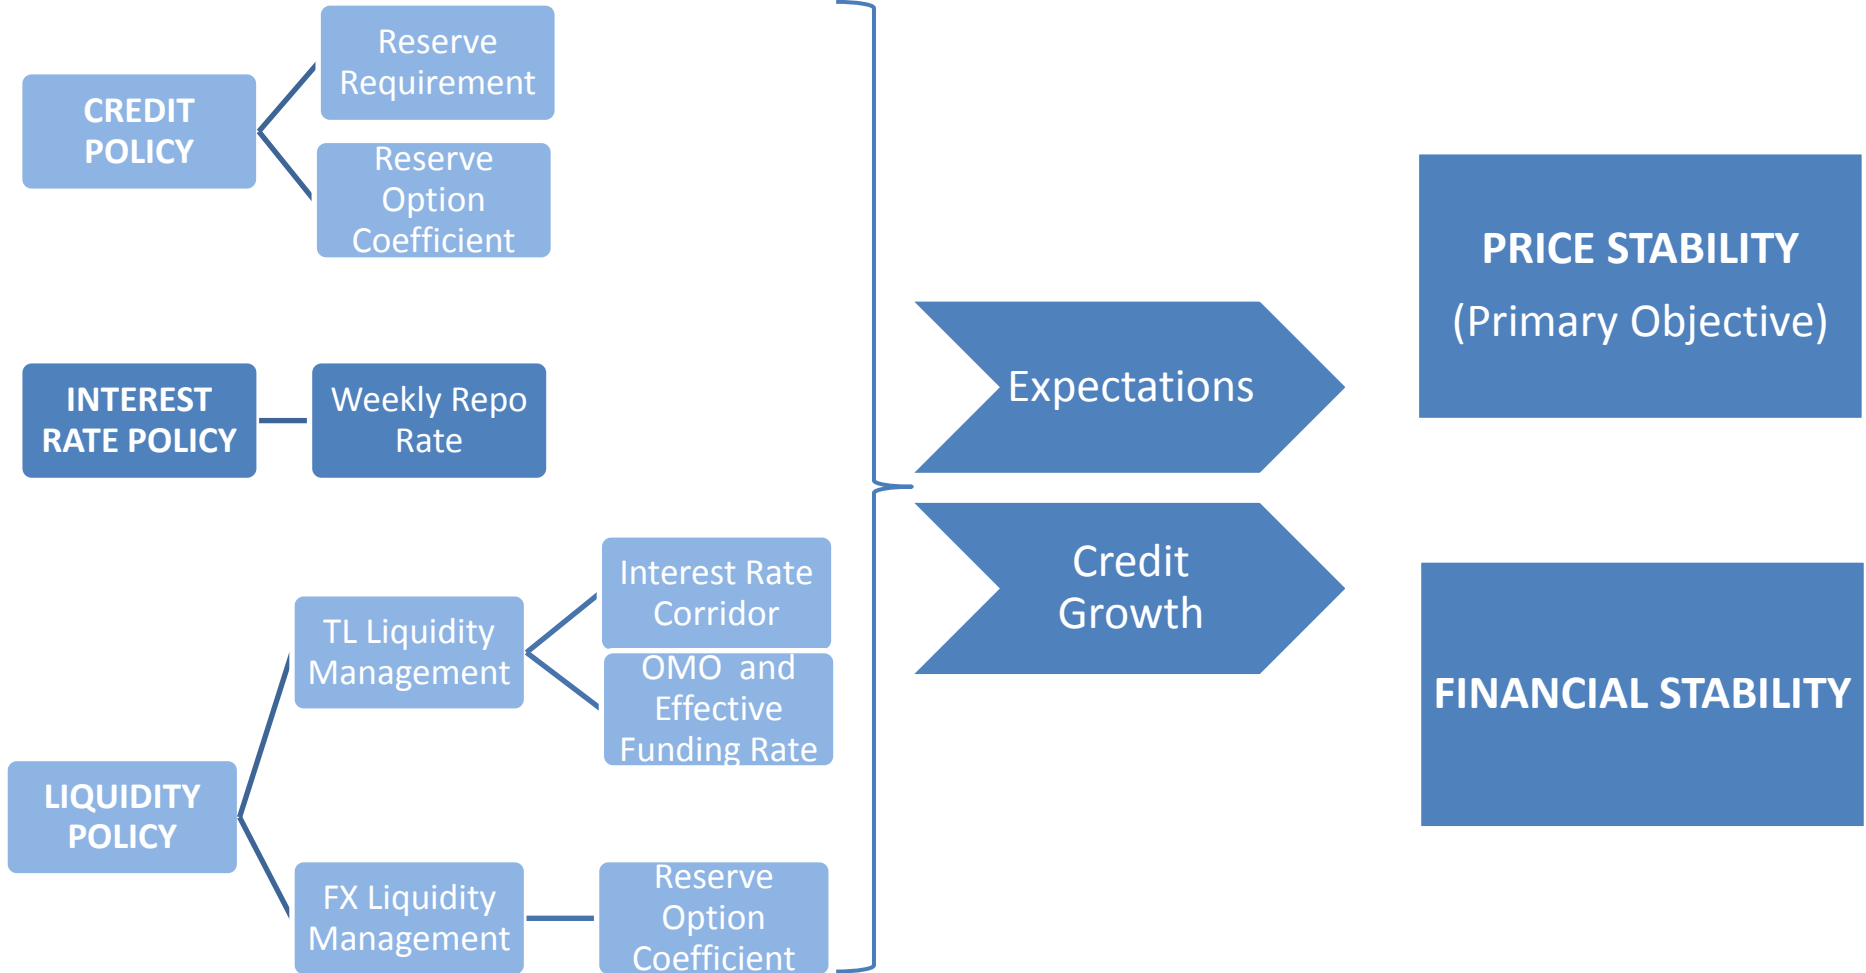 Reserve
Requirement
CREDIT
POLICY
Reserve
Option
Coefficient
INTEREST
RATE POLICY
Weekly Repo
Rate
Interest Rate
Corridor
TL Liquidity
Management
OMO and
Effective
Funding Rate
LIQUIDITY
POLICY
FX Liquidity
Management
Reserve
Option
Coefficient
Expectations
Credit
Growth
PRICE STABILITY
(Primary Objective)
FINANCIAL STABILITY